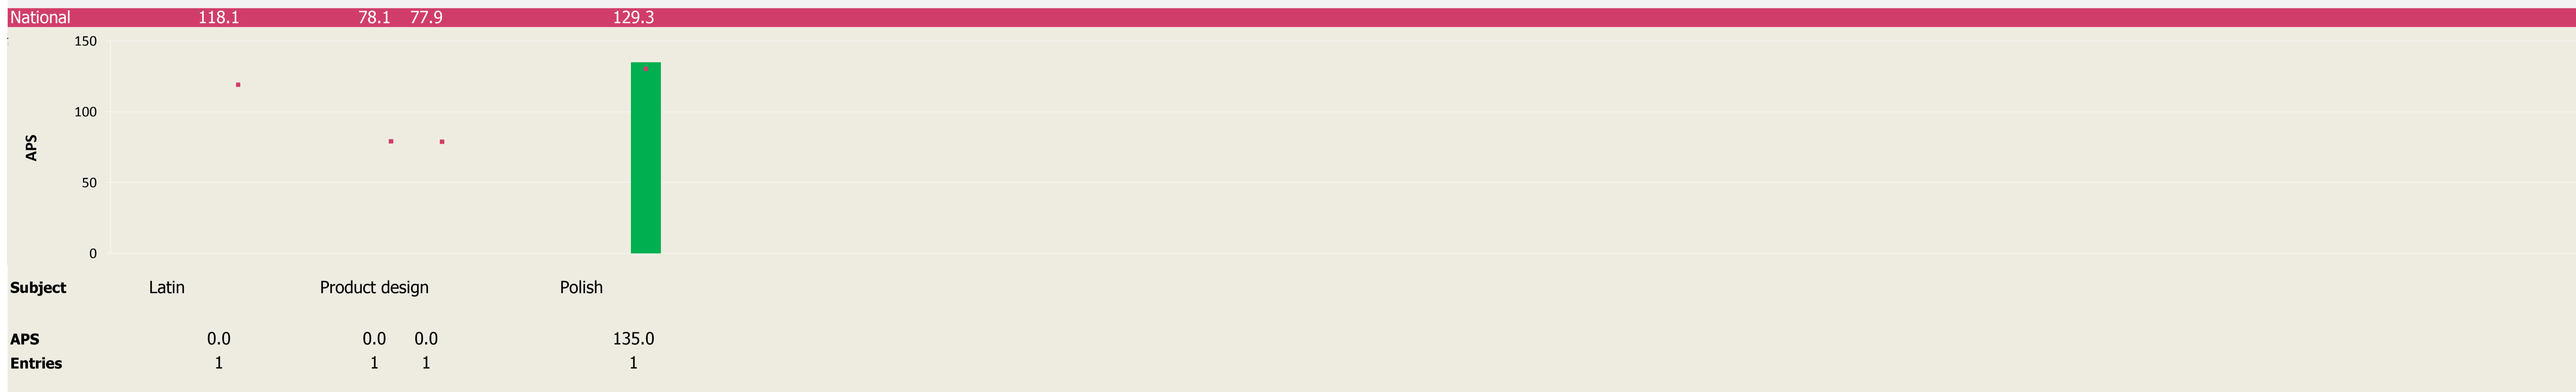 National 118.1 78.1 77.9 129.3
150
100
50
0
APS
Subject Latin Product design Polish
APS 0.0 0.0 0.0 135.0
Entries 1 1 1 1